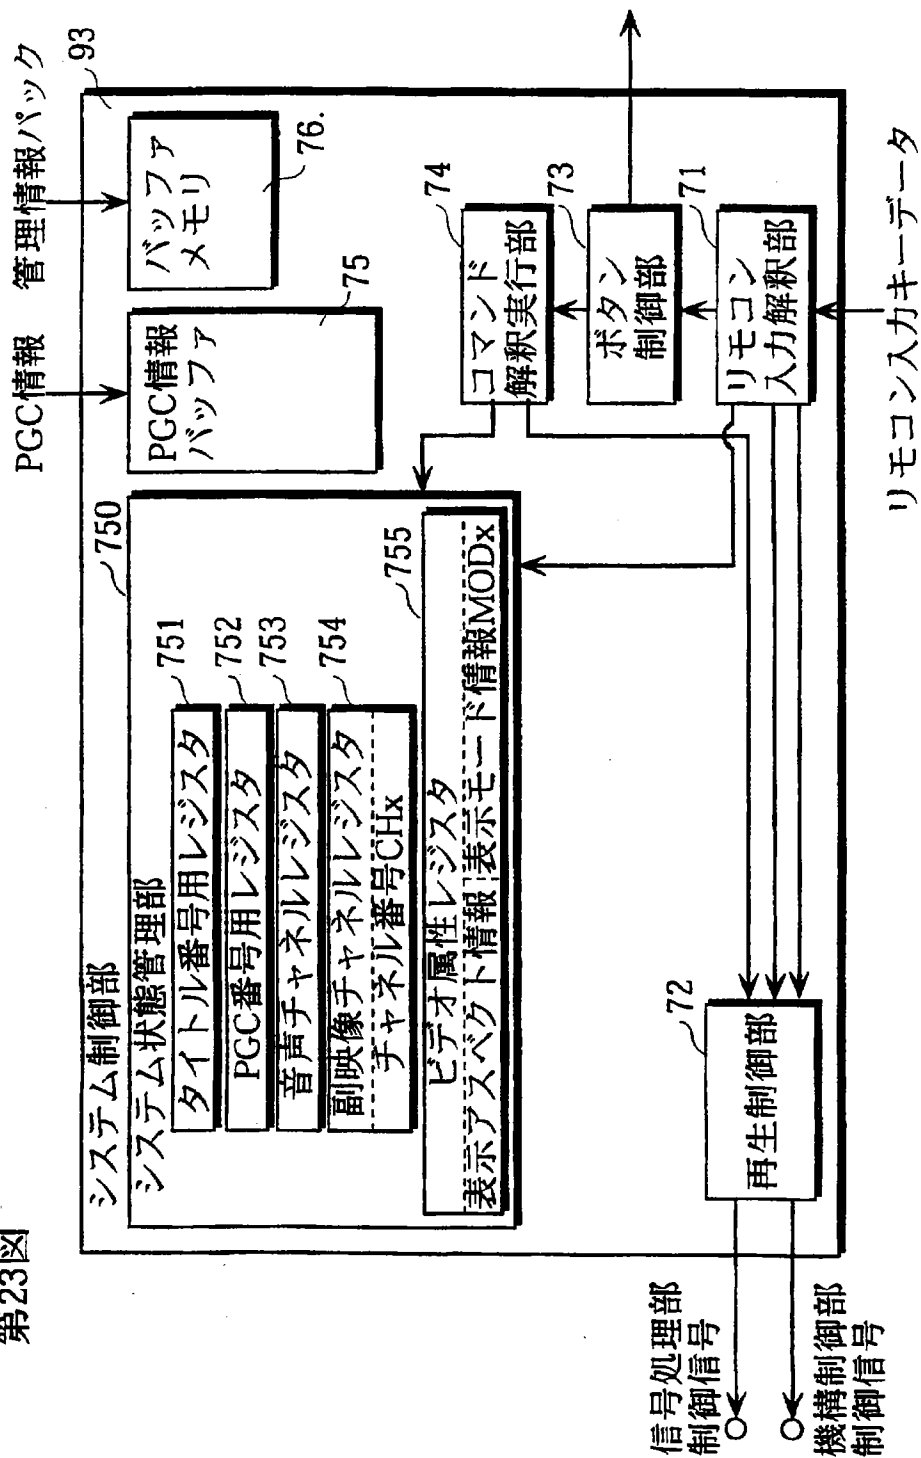 第23図
システム制御部
93
システム状態管理部
750
タイトル番号用レジスタ
751
PGC番号用レジスタ
752
音声チャネルレジスタ
753
副映像チャネルレジスタ
754
チャネル番号CHx
ビデオ属性レジスタ
755
表示アスペクト情報
表示モード情報MODx
PGC情報
PGC情報
バッファ
75
管理情報パック
バッファ
メモリ
76.
コマンド
解釈実行部
74
ボタン
制御部
73
リモコン
入力解釈部
71
リモコン入力キーデータ
再生制御部
72
信号処理部
制御信号
機構制御部
制御信号